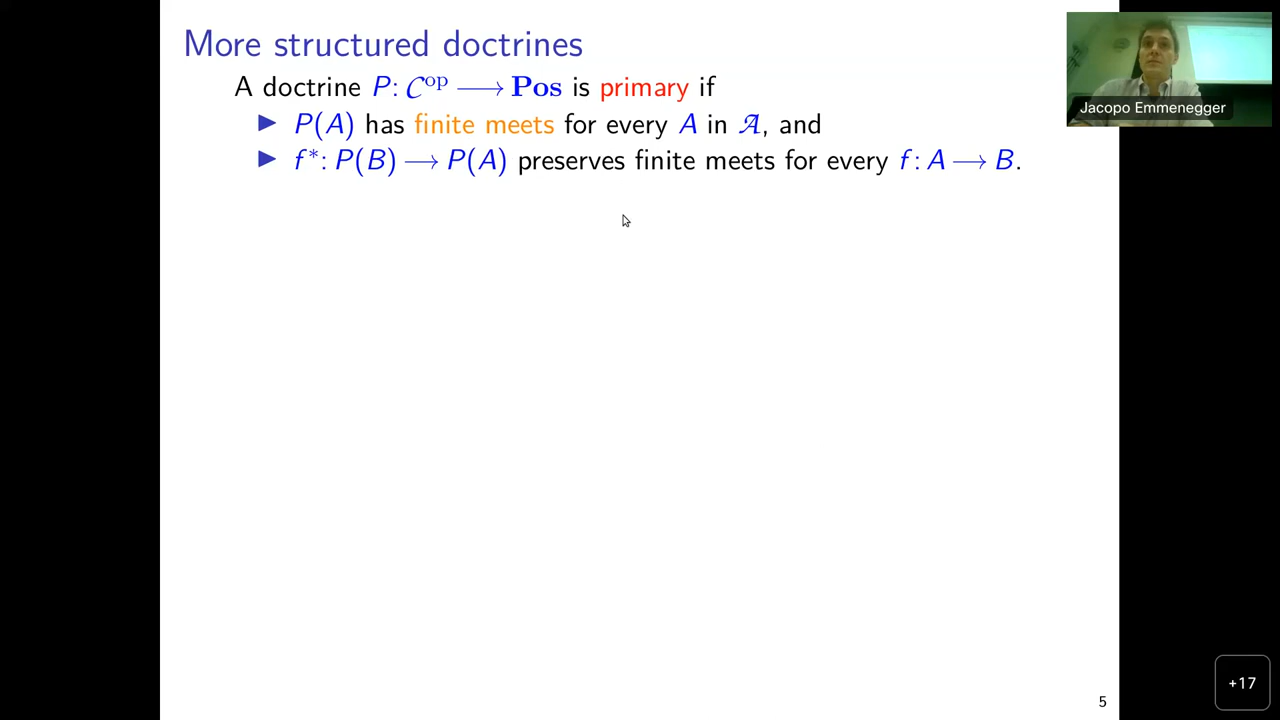 More structured doctrines
A doctrine P: 𝒞^op ⟶ Pos is primary if
▶ P(A) has finite meets for every A in 𝒜, and
▶ f*: P(B) ⟶ P(A) preserves finite meets for every f: A ⟶ B.
Jacopo Emmenegger
+17
5